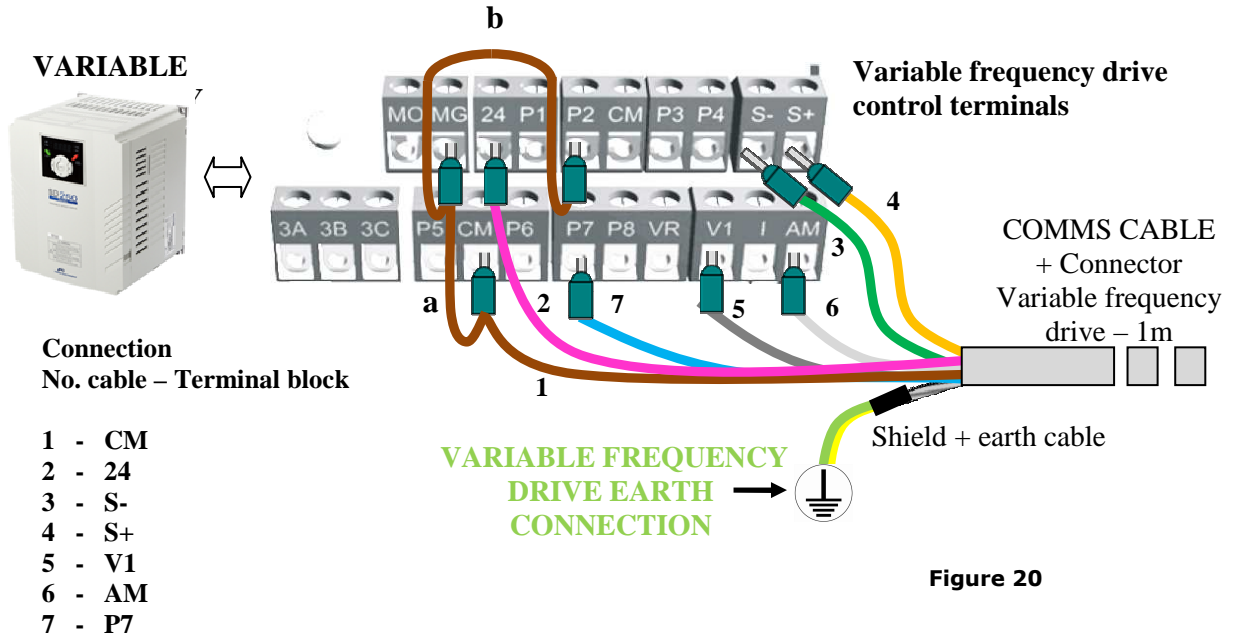 b
VARIABLE
Variable frequency drive
control terminals
MO MG 24 P1 P2 CM P3 P4 S- S+
3A 3B 3C P5 CM P6 P7 P8 VR V1 I AM
4
3
a
2
7
5
6
1
COMMS CABLE
+ Connector
Variable frequency
drive – 1m
Connection
No. cable – Terminal block
1 - CM
2 - 24
3 - S-
4 - S+
5 - V1
6 - AM
7 - P7
Shield + earth cable
VARIABLE FREQUENCY
DRIVE EARTH
CONNECTION
Figure 20